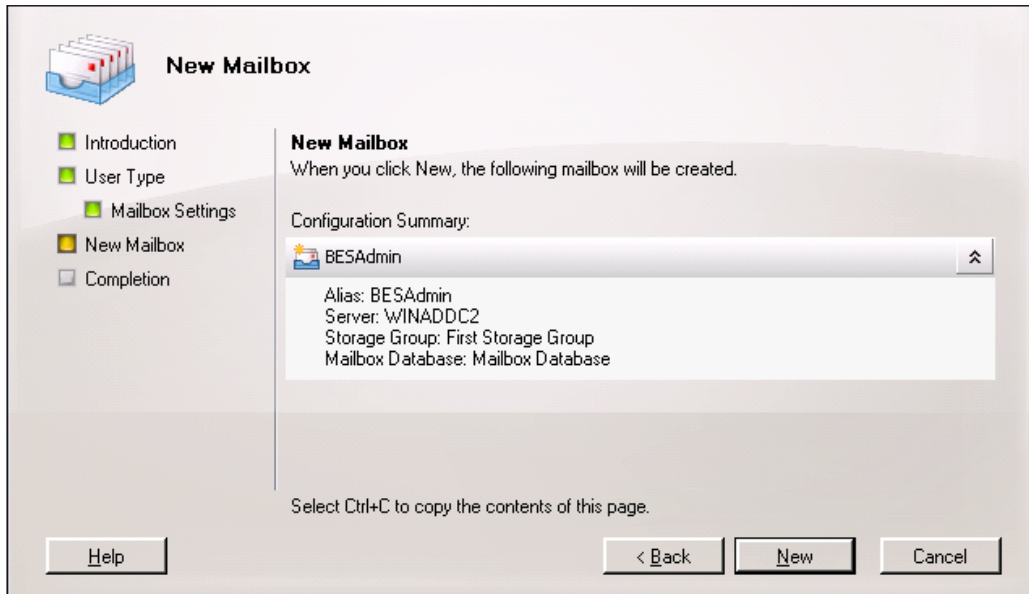 New Mailbox
Introduction
User Type
Mailbox Settings
New Mailbox
Completion
New Mailbox
When you click New, the following mailbox will be created.
Configuration Summary:
BESAdmin
Alias: BESAdmin
Server: WINADDC2
Storage Group: First Storage Group
Mailbox Database: Mailbox Database
Select Ctrl+C to copy the contents of this page.
Help
< Back
New
Cancel